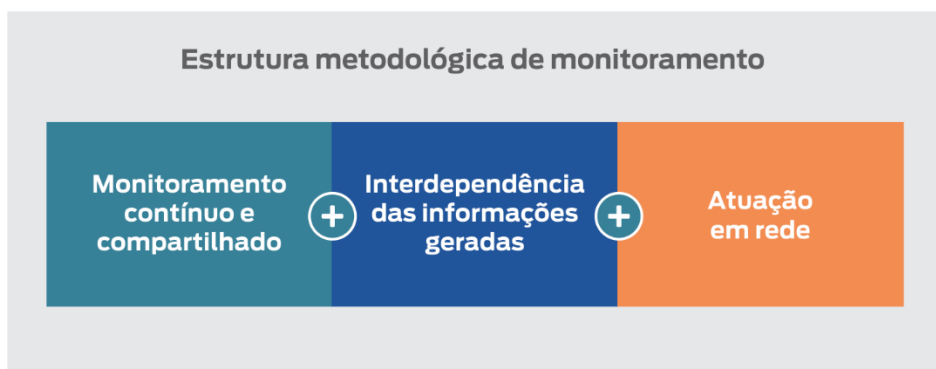 Estrutura metodológica de monitoramento
Monitoramento
contínuo e
compartilhado
+
Interdependência
das informações
geradas
+
Atuação
em rede